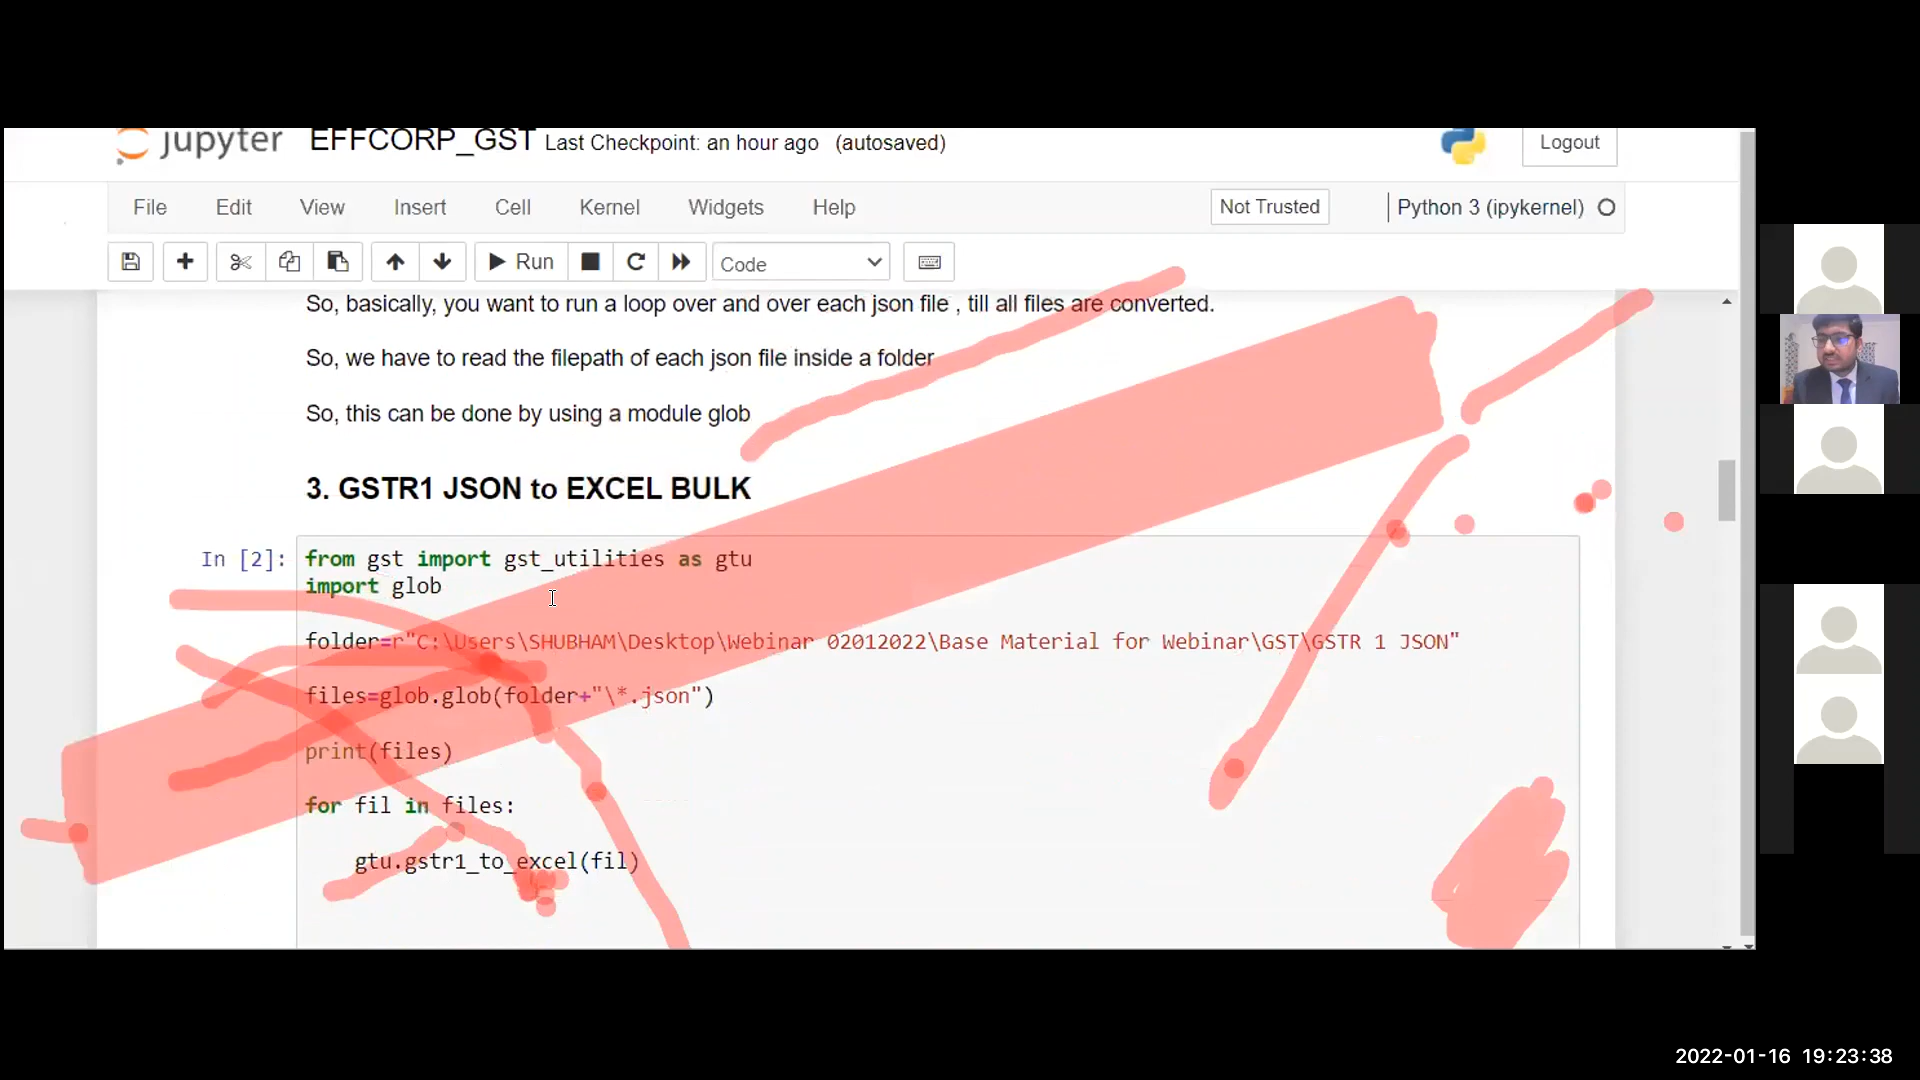 jupyter EFFCORP_GST Last Checkpoint: an hour ago (autosaved) Logout
File Edit View Insert Cell Kernel Widgets Help Not Trusted Python 3 (ipykernel)
Run Code
So, basically, you want to run a loop over and over each json file , till all files are converted.
So, we have to read the filepath of each json file inside a folder
So, this can be done by using a module glob
3. GSTR1 JSON to EXCEL BULK
In [2]: from gst import gst_utilities as gtu
import glob
folder=r"C:\Users\SHUBHAM\Desktop\Webinar 02012022\Base Material for Webinar\GST\GSTR 1 JSON"
files=glob.glob(folder+"\*.json")
print(files)
for fil in files:
gtu.gstr1_to_excel(fil)
2022-01-16 19:23:38